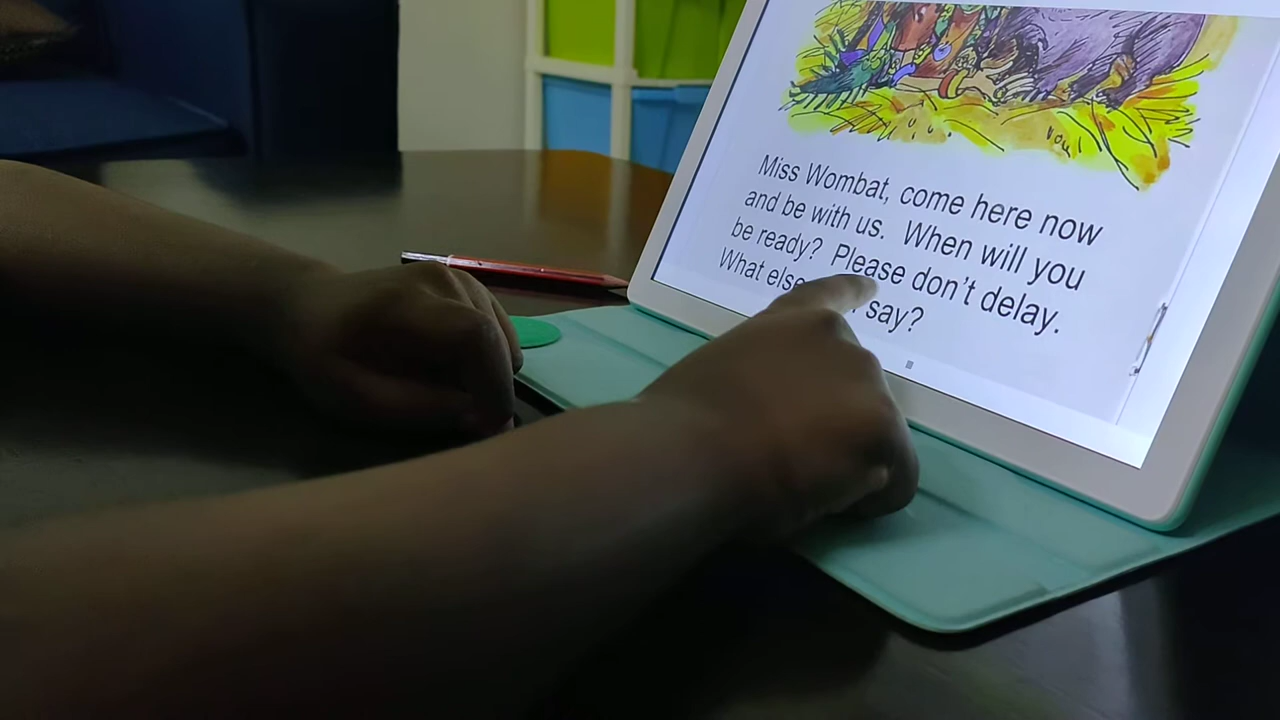 Miss Wombat, come here now
and be with us. When will you
be ready? Please don't delay.
What else say?